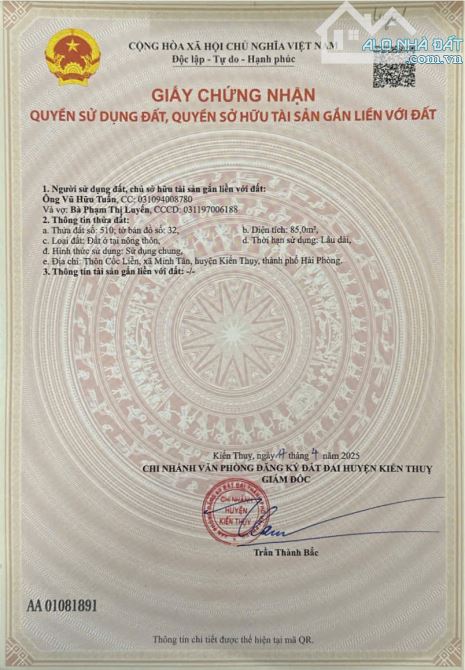 CỘNG HÒA XÃ HỘI CHỦ NGHĨA VIỆT NAM
Độc lập - Tự do - Hạnh phúc
ALO NHÀ ĐẤT
.com.vn
GIẤY CHỨNG NHẬN
QUYỀN SỬ DỤNG ĐẤT, QUYỀN SỞ HỮU TÀI SẢN GẮN LIỀN VỚI ĐẤT
1. Người sử dụng đất, chủ sở hữu tài sản gắn liền với đất:
Ông Vũ Hữu Tuấn, CC: 031094008780
Và vợ: Bà Phạm Thị Luyến, CCCD: 031197006188
2. Thông tin thửa đất:
a. Thửa đất số: 510; tờ bản đồ số: 32, b. Diện tích: 85,0m²,
c. Loại đất: Đất ở tại nông thôn, d. Thời hạn sử dụng: Lâu dài,
đ. Hình thức sử dụng: Sử dụng chung,
e. Địa chỉ: Thôn Cốc Liễn, xã Minh Tân, huyện Kiến Thụy, thành phố Hải Phòng.
3. Thông tin tài sản gắn liền với đất: -/-
Kiến Thụy, ngày tháng 4 năm 2025
CHI NHÁNH VĂN PHÒNG ĐĂNG KÝ ĐẤT ĐAI HUYỆN KIẾN THỤY
GIÁM ĐỐC
CHI NHÁNH
HUYỆN
KIẾN THỤY
Trần Thành Bắc
AA 01081891
Thông tin chi tiết được thể hiện tại mã QR.